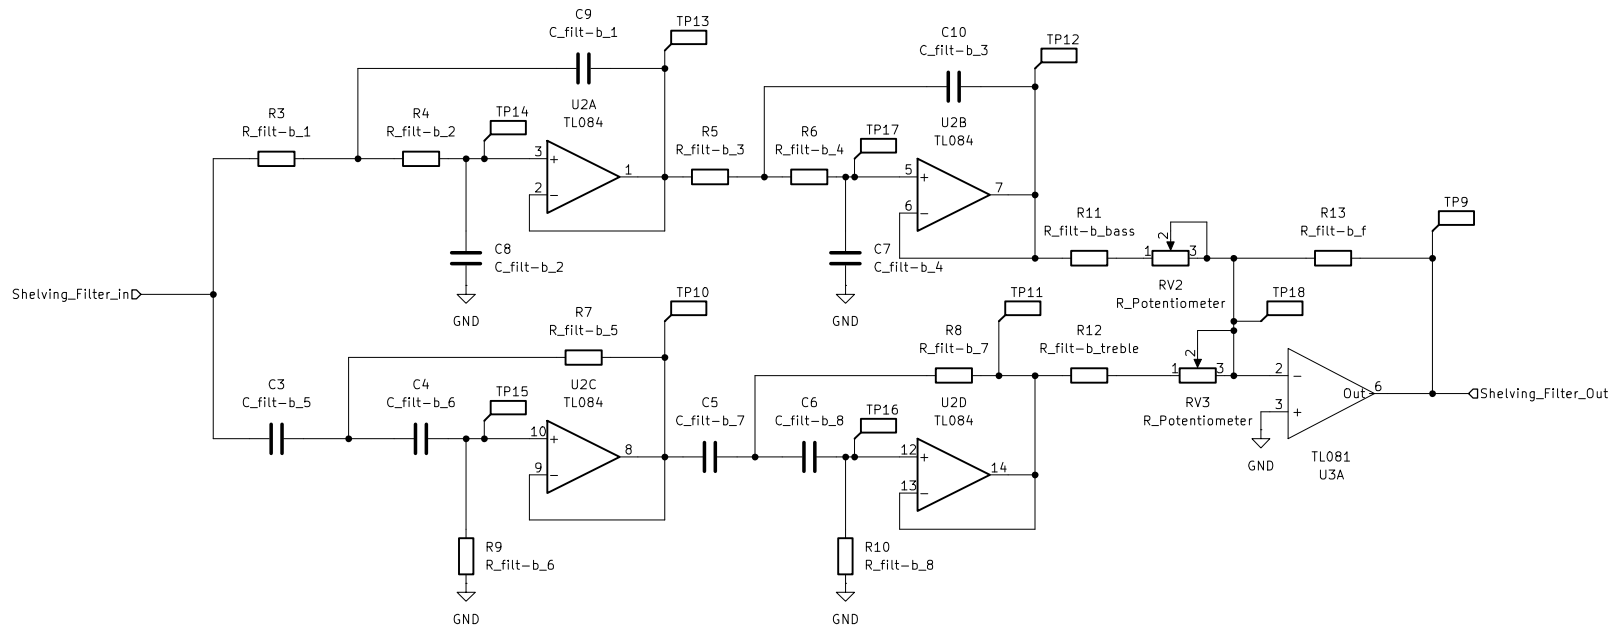 C9
C_filt-b_1
TP13
C10
C_filt-b_3
TP12
R3
R_filt-b_1
R4
R_filt-b_2
TP14
U2A
TL084
3
+
2
−
1
R5
R_filt-b_3
R6
R_filt-b_4
TP17
U2B
TL084
5
+
6
−
7
C8
C_filt-b_2
GND
C7
C_filt-b_4
GND
R11
R_filt-b_bass
1
2
3
RV2
R_Potentiometer
R13
R_filt-b_f
TP9
Shelving_Filter_in
R7
R_filt-b_5
TP10
R8
R_filt-b_7
TP11
R12
R_filt-b_treble
TP18
1
2
3
RV3
R_Potentiometer
2
−
3
+
Out
6
Shelving_Filter_Out
GND
TL081
U3A
C3
C_filt-b_5
C4
C_filt-b_6
TP15
U2C
TL084
10
+
9
−
8
C5
C_filt-b_7
C6
C_filt-b_8
TP16
U2D
TL084
12
+
13
−
14
R9
R_filt-b_6
GND
R10
R_filt-b_8
GND